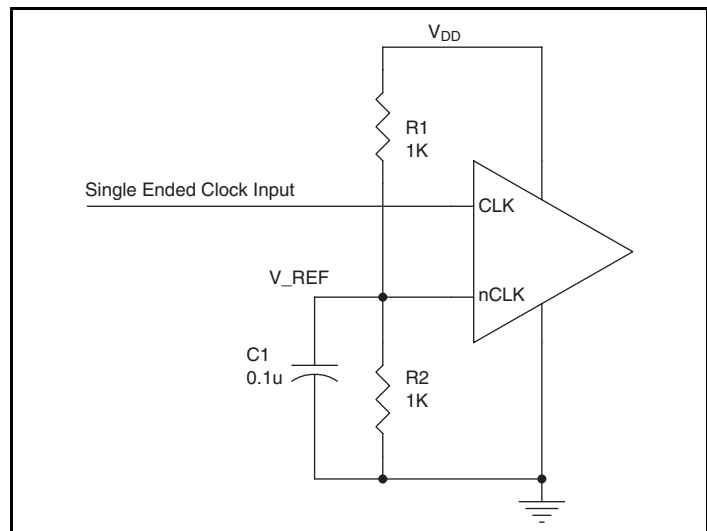 V_DD
R1
1K
Single Ended Clock Input
CLK
V_REF
nCLK
C1
0.1u
R2
1K